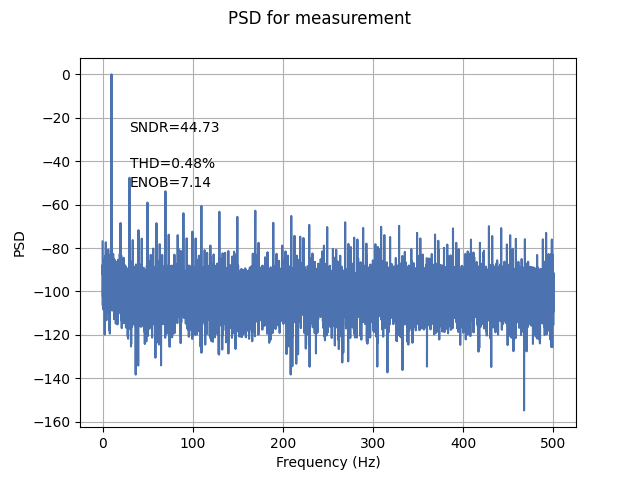 PSD for measurement
0
−20
−40
−60
−80
−100
−120
−140
−160
PSD
SNDR=44.73
THD=0.48%
ENOB=7.14
0
100
200
300
400
500
Frequency (Hz)